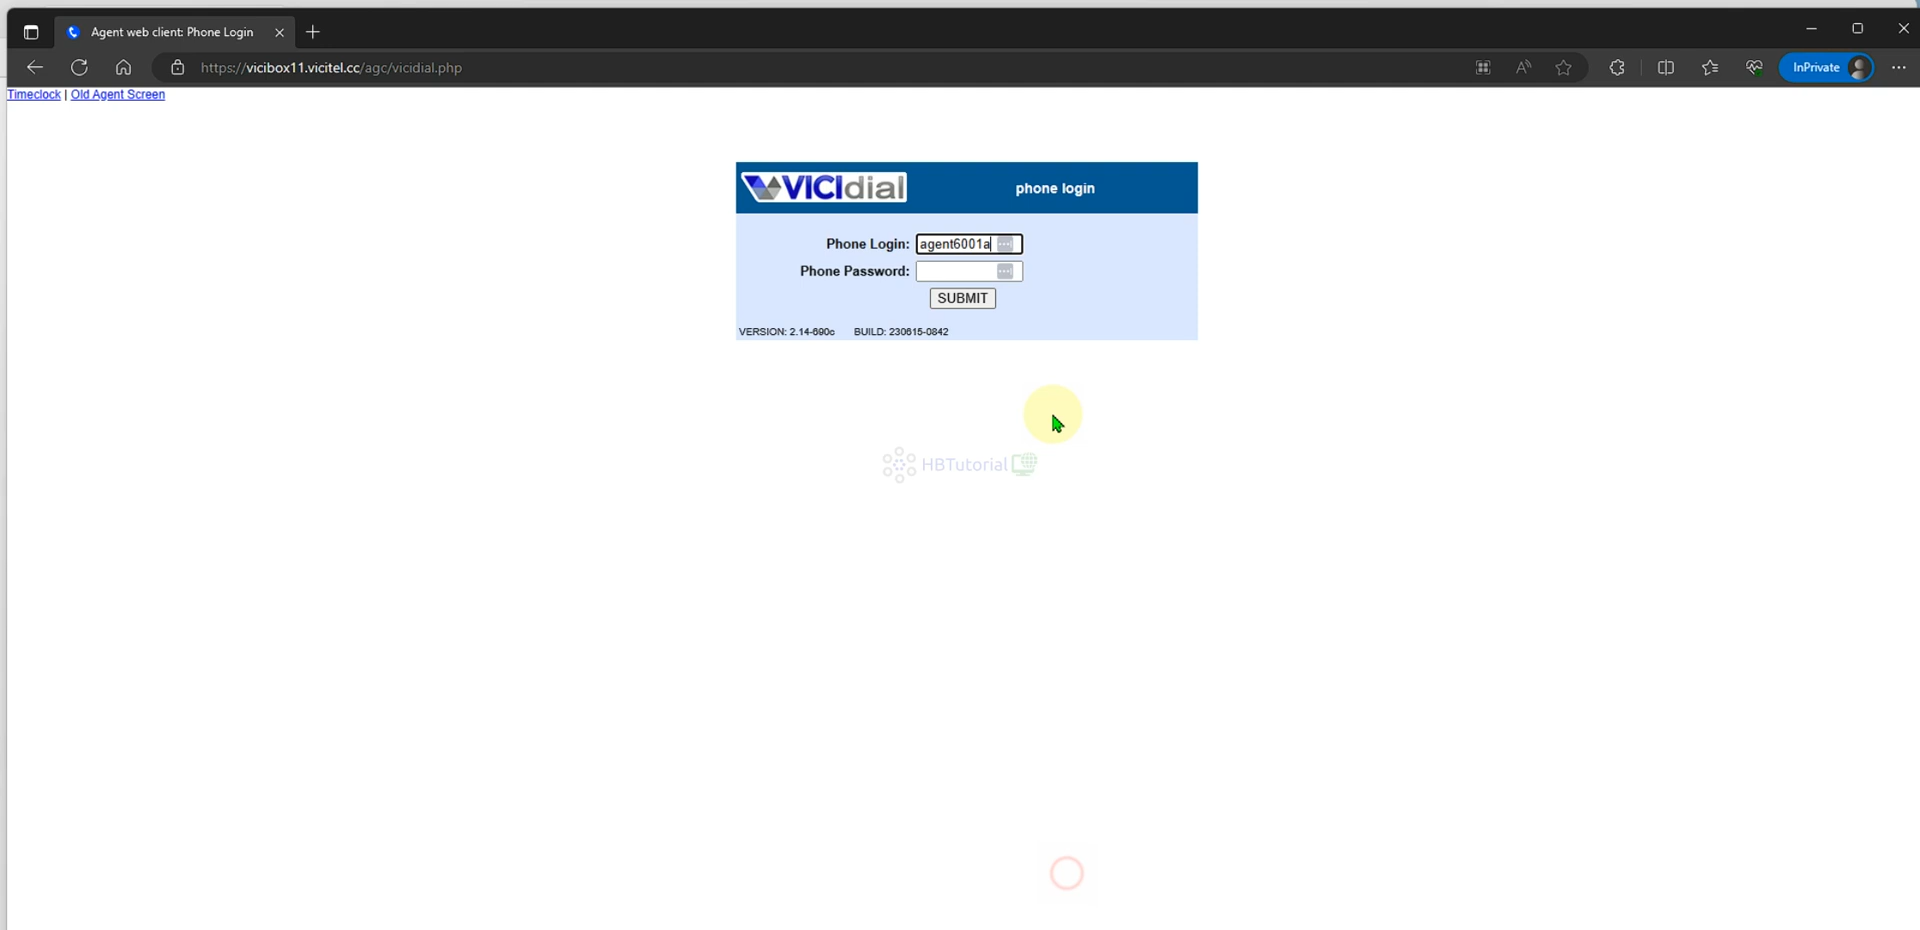 Agent web client: Phone Login
https://vicibox11.vicitel.cc/agc/vicidial.php
InPrivate
Timeclock | Old Agent Screen
VICIdial phone login
Phone Login: agent6001a
Phone Password:
SUBMIT
VERSION: 2.14-690c BUILD: 230615-0842
HBTutorial